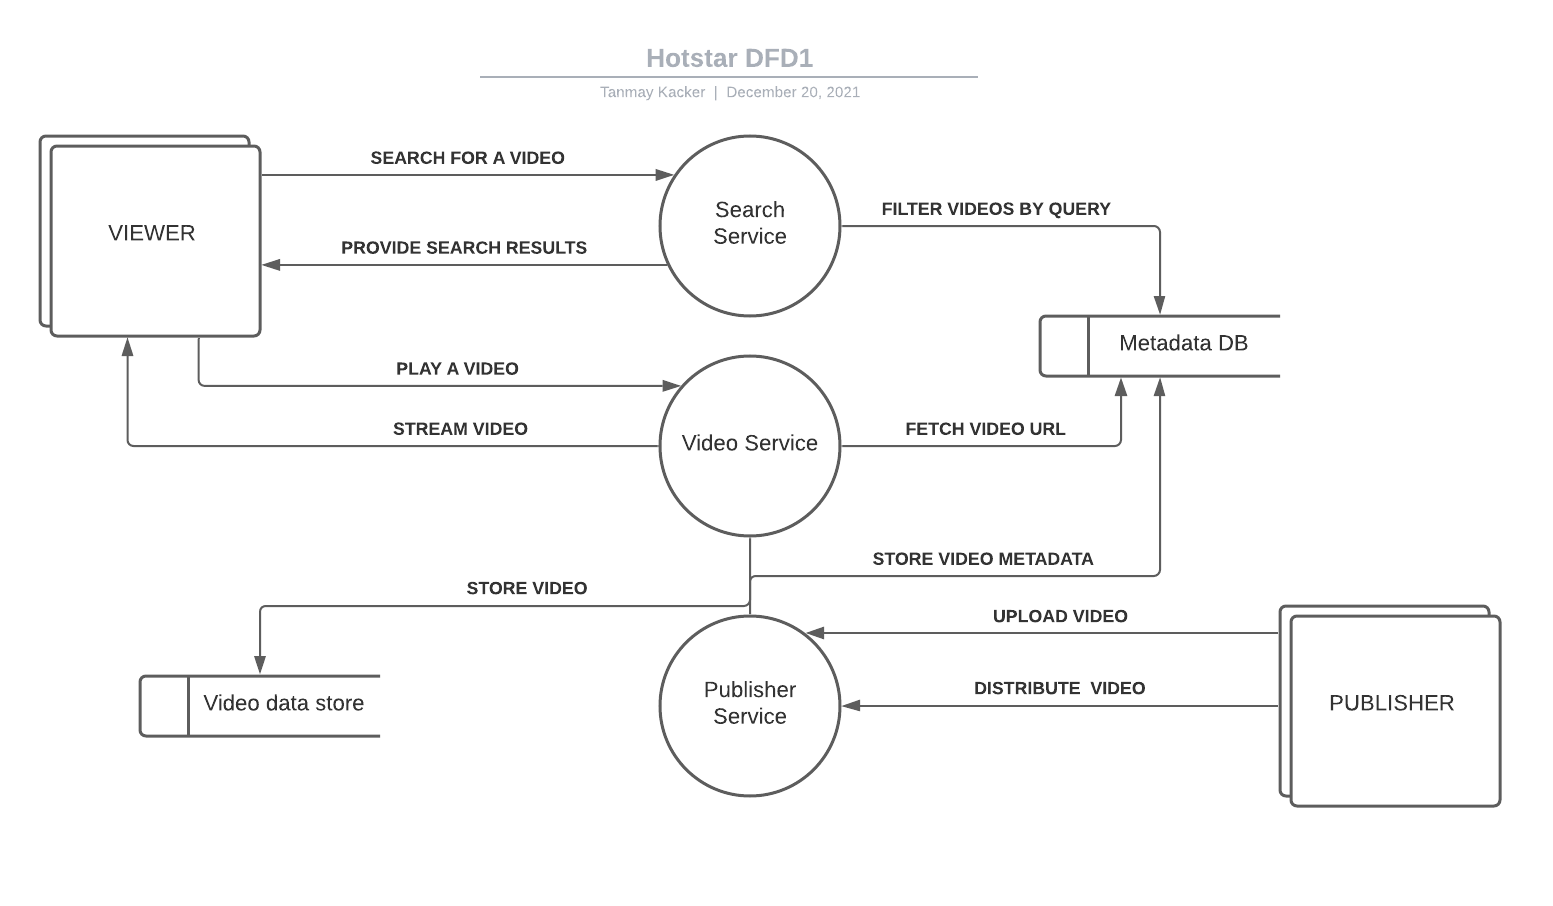 Hotstar DFD1
Tanmay Kacker | December 20, 2021
SEARCH FOR A VIDEO
VIEWER
Search
Service
FILTER VIDEOS BY QUERY
PROVIDE SEARCH RESULTS
Metadata DB
PLAY A VIDEO
STREAM VIDEO
Video Service
FETCH VIDEO URL
STORE VIDEO METADATA
STORE VIDEO
UPLOAD VIDEO
Video data store
Publisher
Service
DISTRIBUTE  VIDEO
PUBLISHER